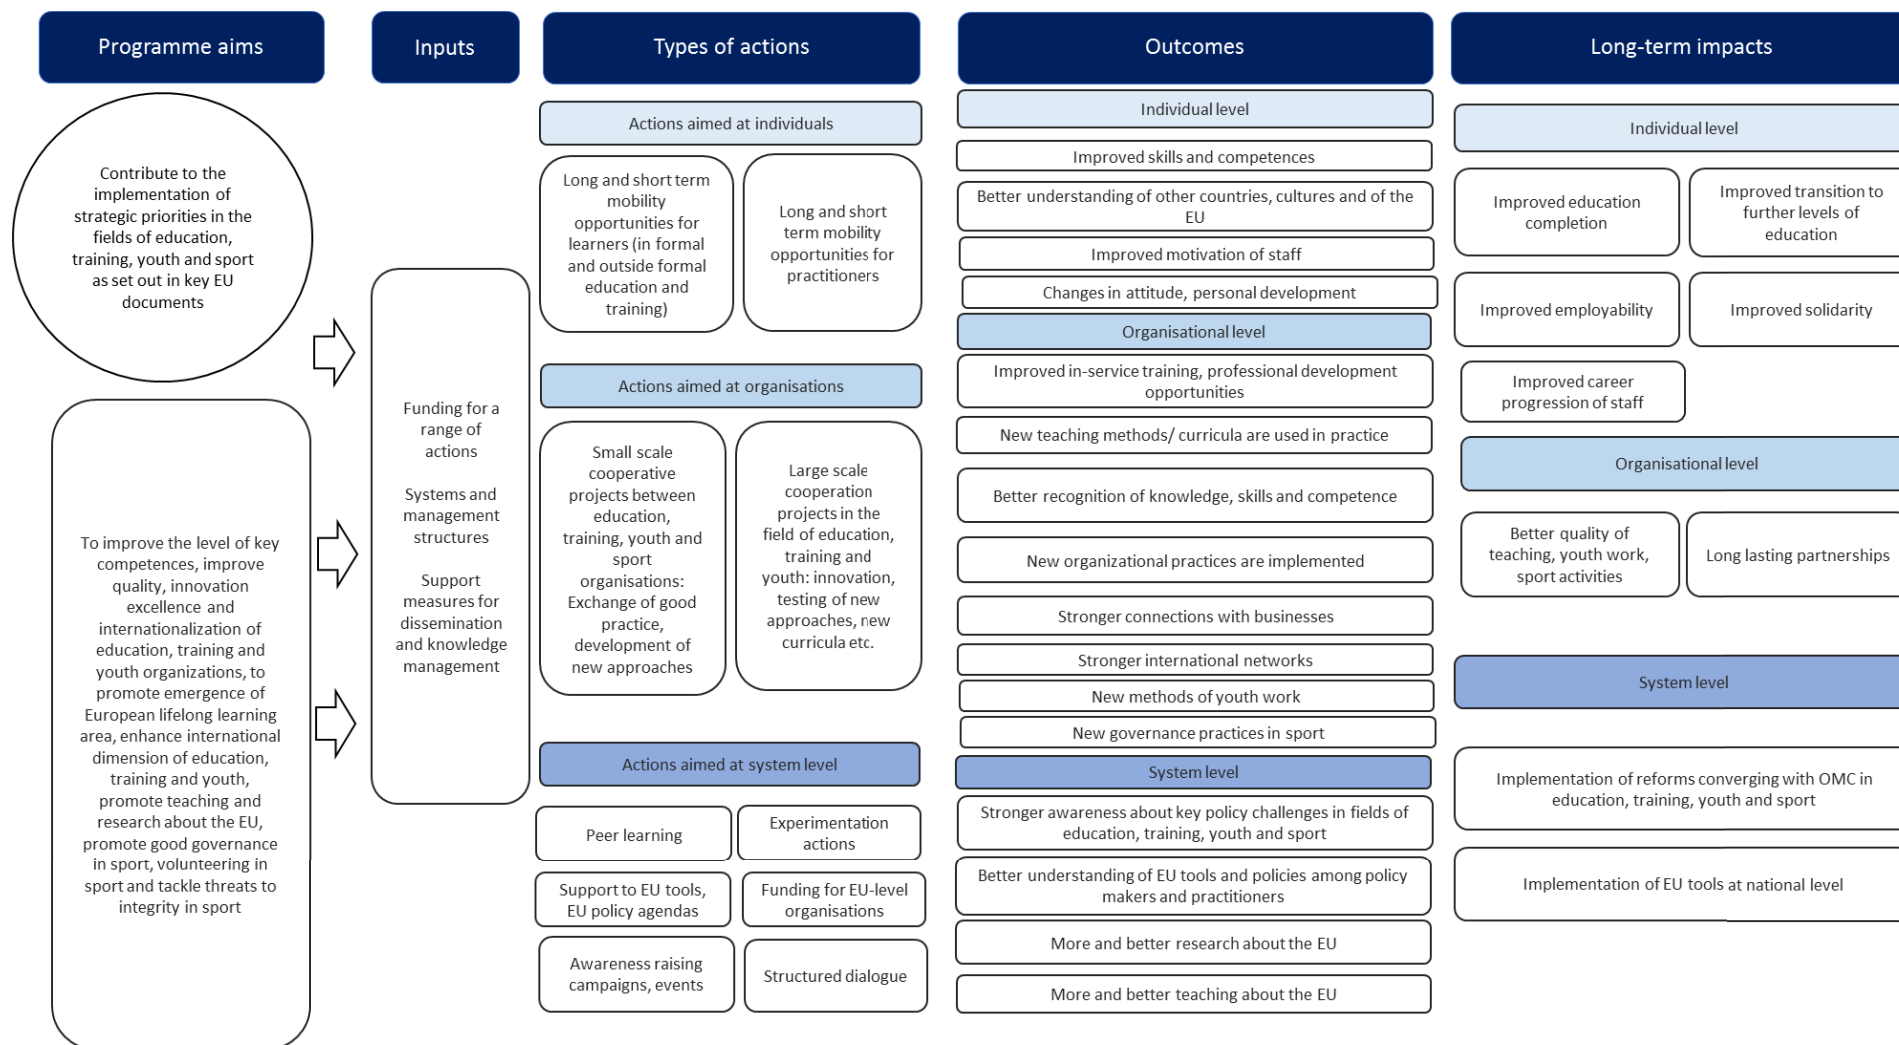 Programme aims
Contribute to the
implementation of
strategic priorities in the
fields of education,
training, youth and sport
as set out in key EU
documents
To improve the level of key
competences, improve
quality, innovation
excellence and
internationalization of
education, training and
youth organizations, to
promote emergence of
European lifelong learning
area, enhance international
dimension of education,
training and youth,
promote teaching and
research about the EU,
promote good governance
in sport, volunteering in
sport and tackle threats to
integrity in sport
Inputs
Funding for a
range of
actions
Systems and
management
structures
Support
measures for
dissemination
and knowledge
management
Types of actions
Actions aimed at individuals
Long and short term
mobility
opportunities for
learners (in formal
and outside formal
education and
training)
Long and short
term mobility
opportunities for
practitioners
Actions aimed at organisations
Small scale
cooperative
projects between
education,
training, youth and
sport
organisations:
Exchange of good
practice,
development of
new approaches
Large scale
cooperation
projects in the
field of education,
training and
youth: innovation,
testing of new
approaches, new
curricula etc.
Actions aimed at system level
Peer learning
Experimentation
actions
Support to EU tools,
EU policy agendas
Funding for EU-level
organisations
Awareness raising
campaigns, events
Structured dialogue
Outcomes
Individual level
Improved skills and competences
Better understanding of other countries, cultures and of the
EU
Improved motivation of staff
Changes in attitude, personal development
Organisational level
Improved in-service training, professional development
opportunities
New teaching methods/ curricula are used in practice
Better recognition of knowledge, skills and competence
New organizational practices are implemented
Stronger connections with businesses
Stronger international networks
New methods of youth work
New governance practices in sport
System level
Stronger awareness about key policy challenges in fields of
education, training, youth and sport
Better understanding of EU tools and policies among policy
makers and practitioners
More and better research about the EU
More and better teaching about the EU
Long-term impacts
Individual level
Improved education
completion
Improved transition to
further levels of
education
Improved employability
Improved solidarity
Improved career
progression of staff
Organisational level
Better quality of
teaching, youth work,
sport activities
Long lasting partnerships
System level
Implementation of reforms converging with OMC in
education, training, youth and sport
Implementation of EU tools at national level